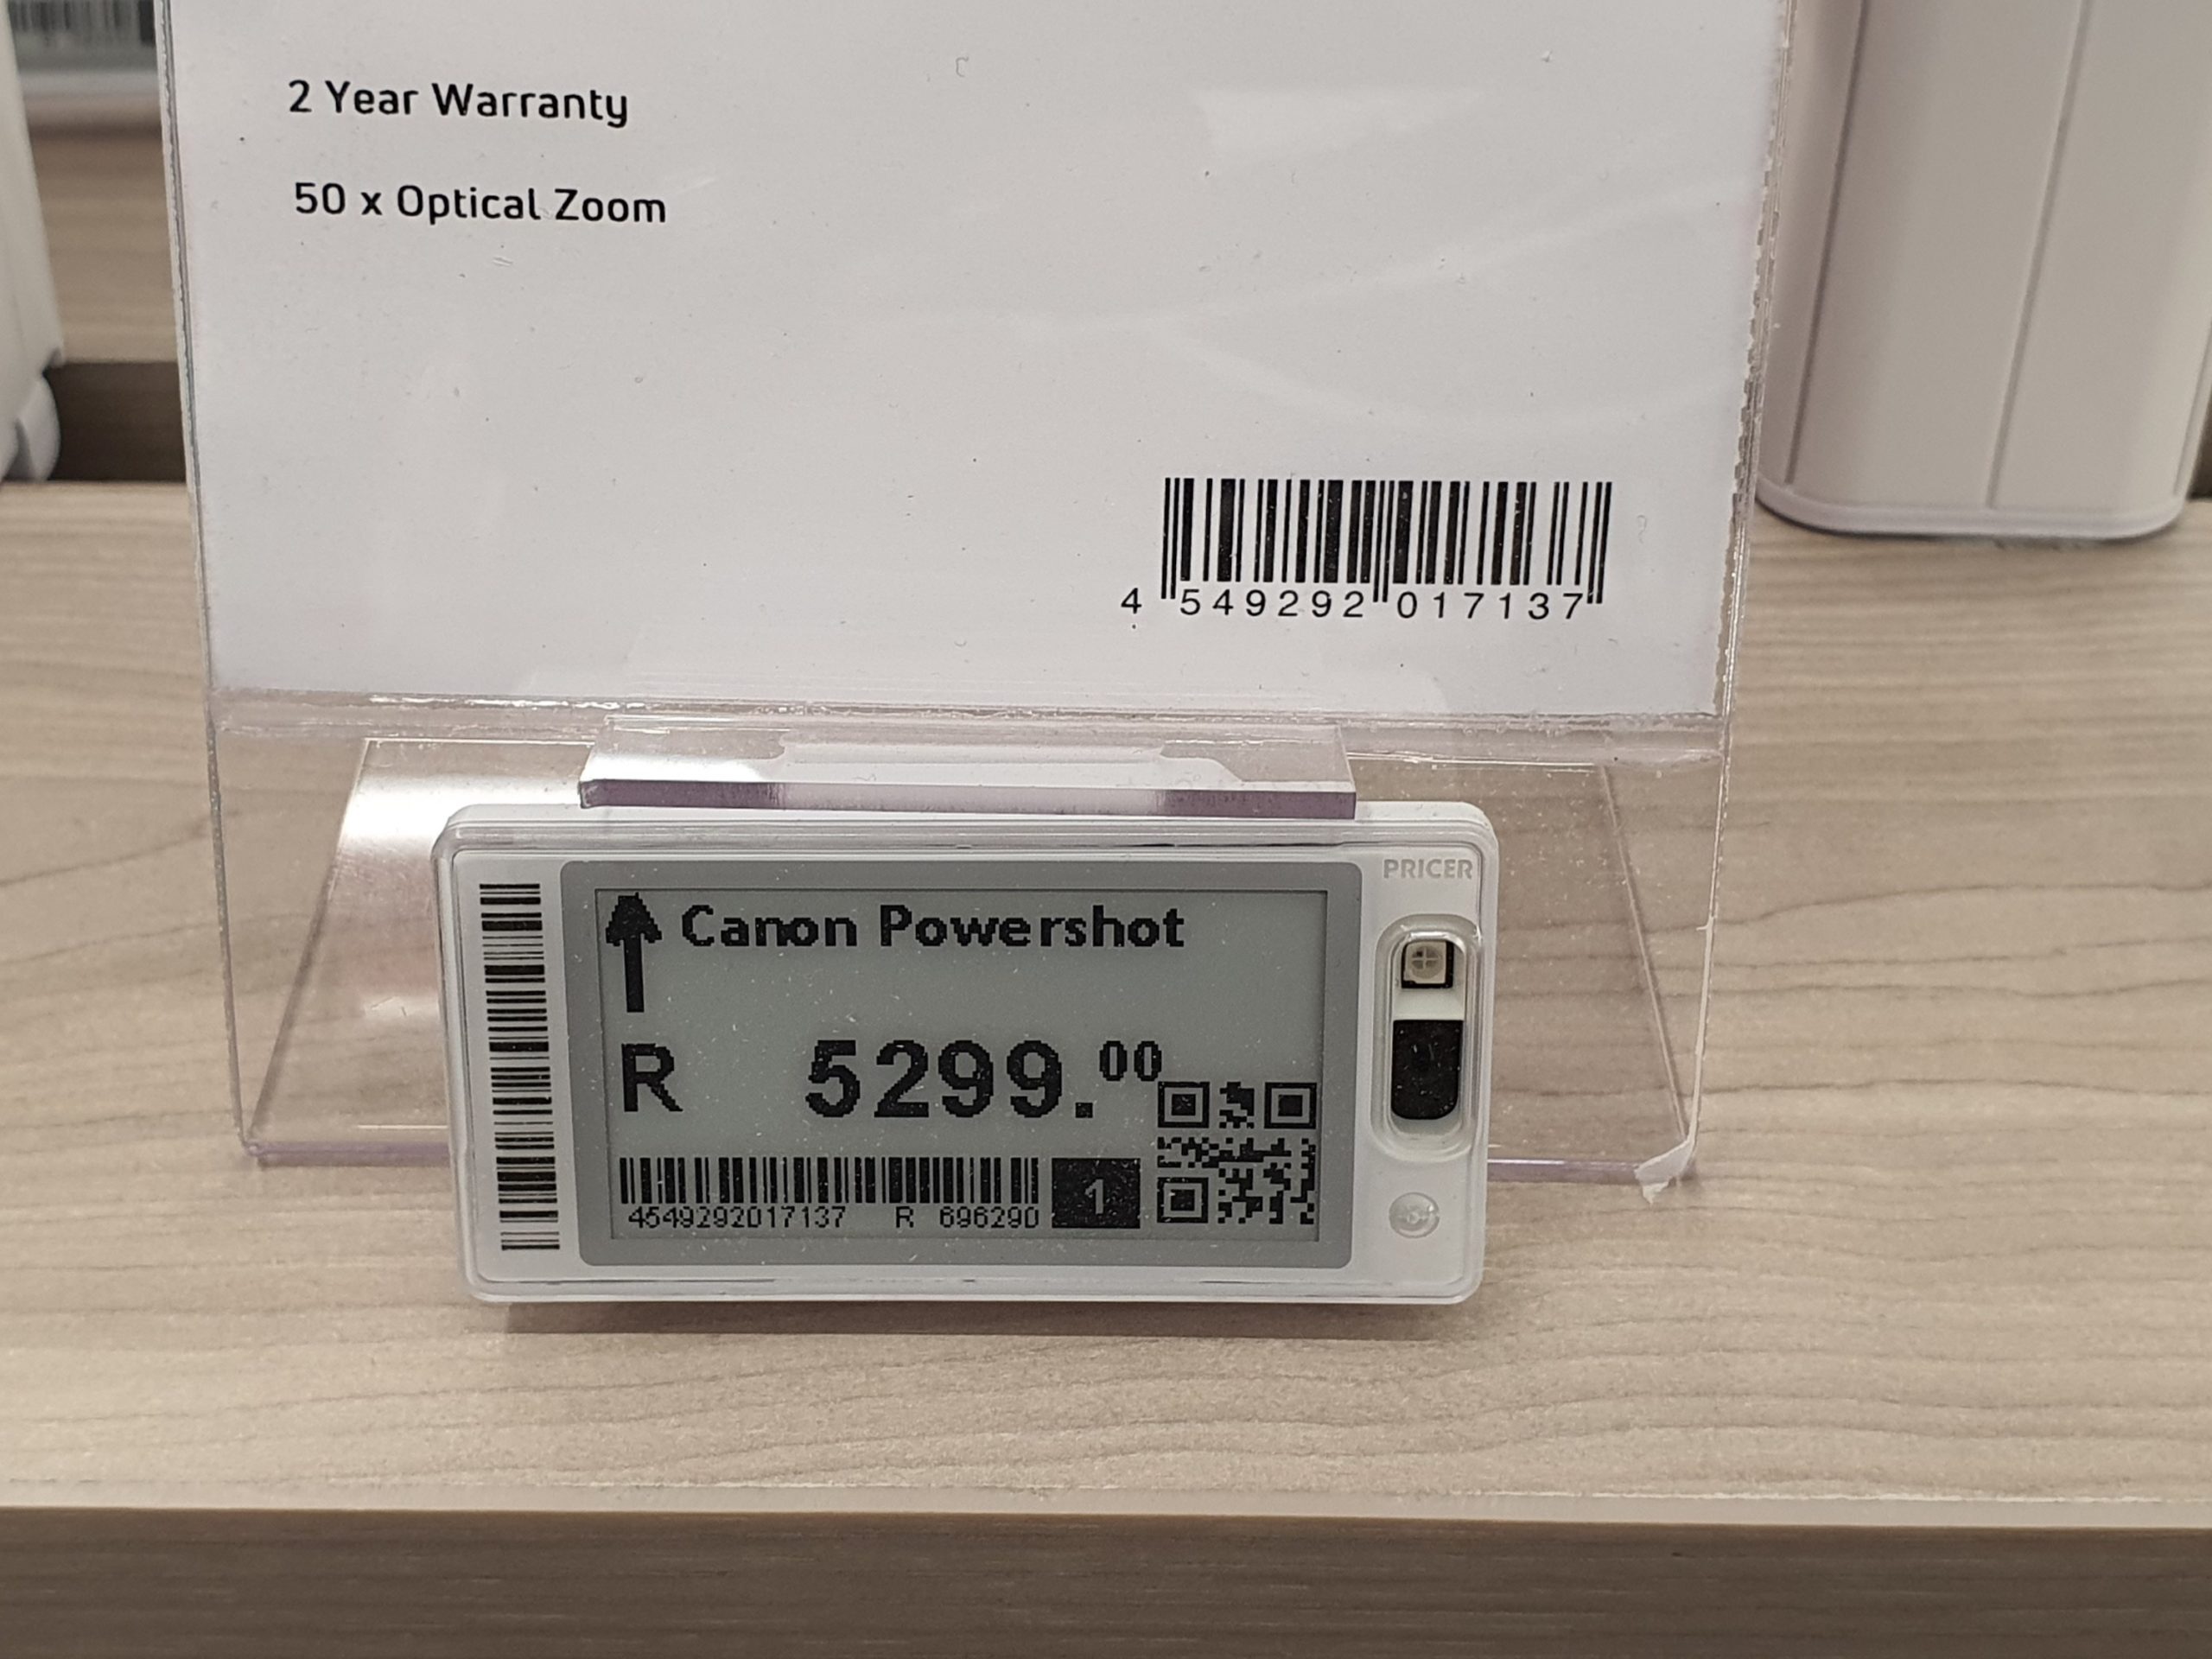 2 Year Warranty
50 x Optical Zoom
4 549292 017137
PRICER
Canon Powershot
R 5299.00
4549292017137 R 696290 1